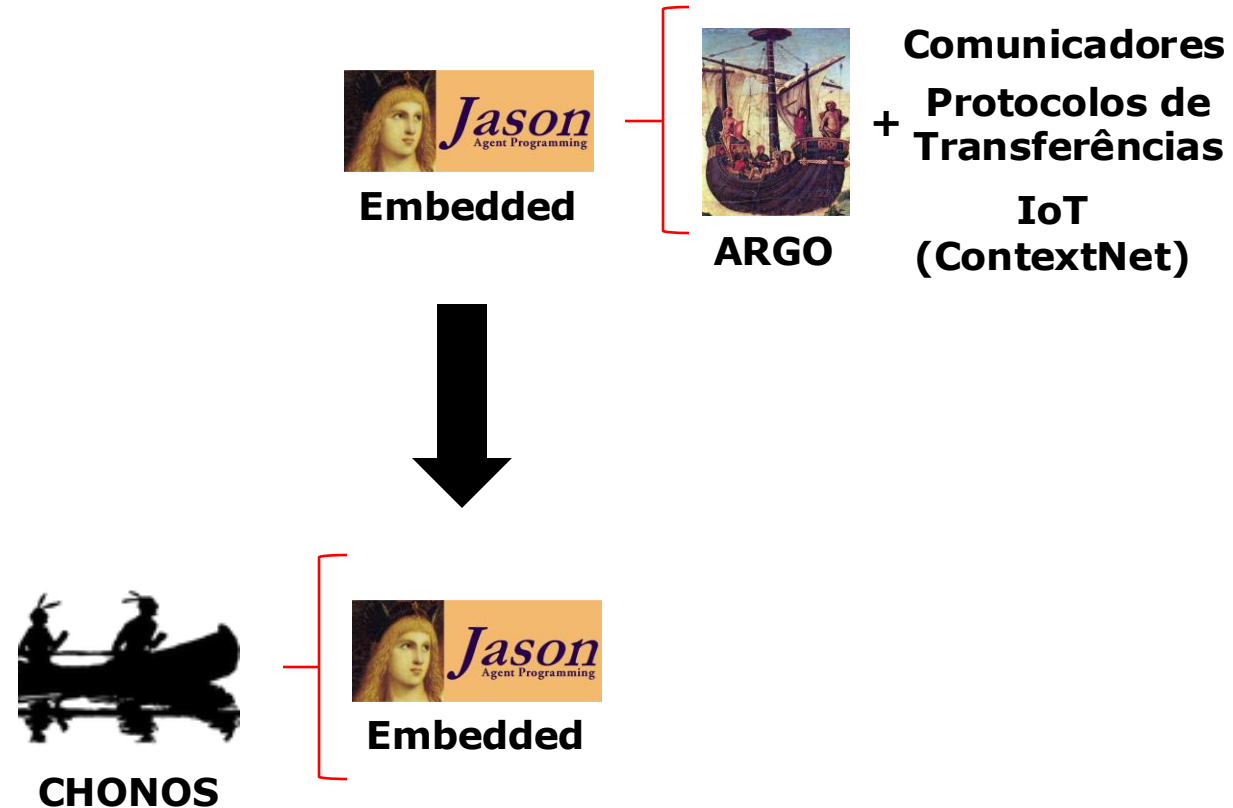 Jason
Agent Programming
Embedded
ARGO
+
Comunicadores
Protocolos de
Transferências
IoT
(ContextNet)
CHONOS
Jason
Agent Programming
Embedded